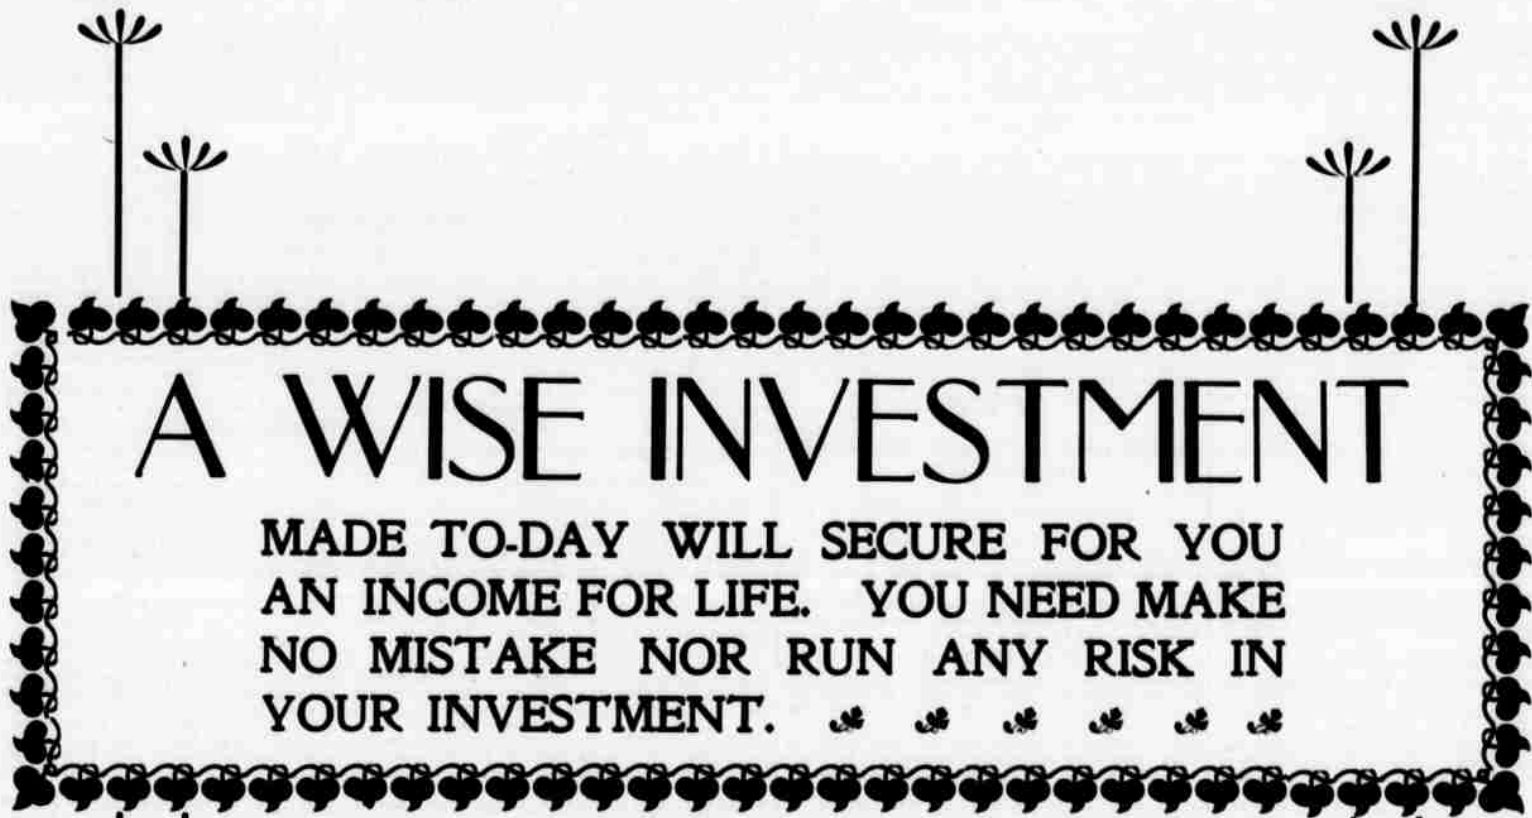 A WISE INVESTMENT
MADE TO-DAY WILL SECURE FOR YOU
AN INCOME FOR LIFE. YOU NEED MAKE
NO MISTAKE NOR RUN ANY RISK IN
YOUR INVESTMENT.